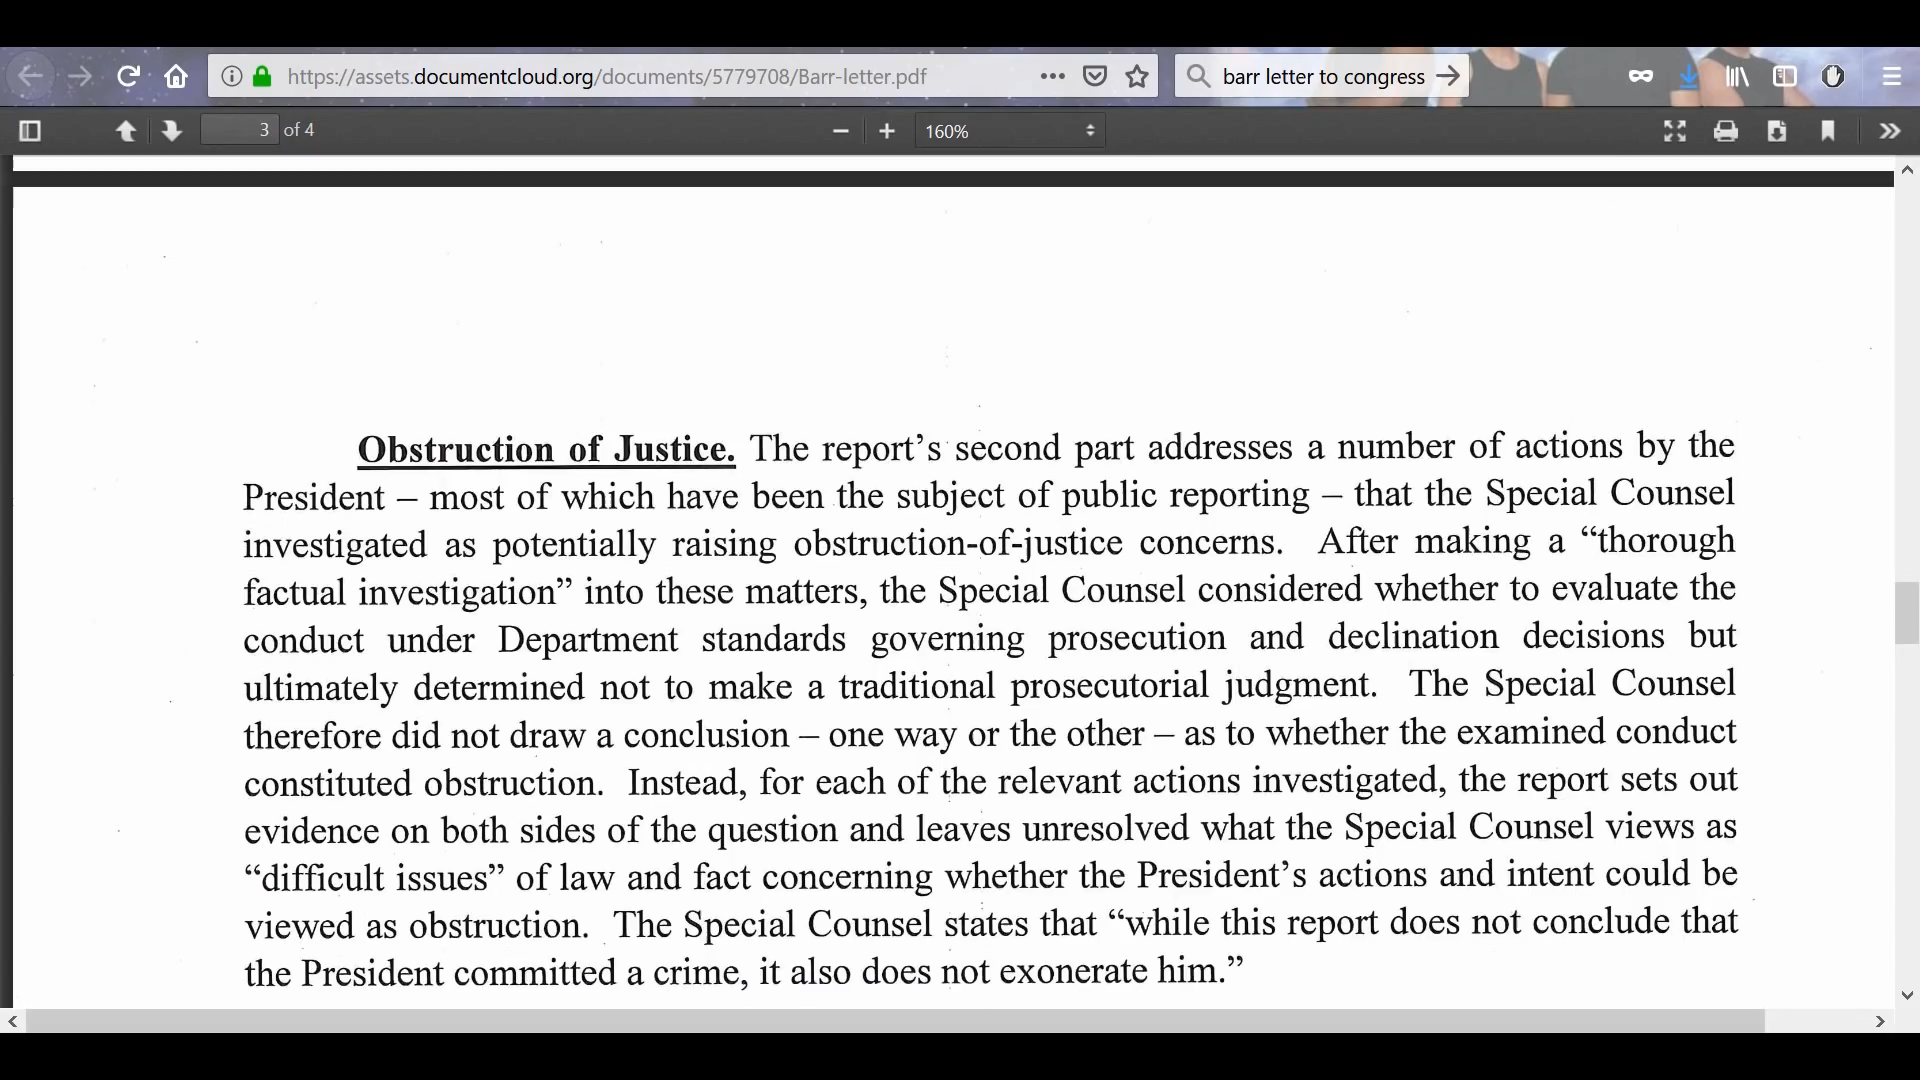 https://assets.documentcloud.org/documents/5779708/Barr-letter.pdf
barr letter to congress
3 of 4
160%
Obstruction of Justice. The report’s second part addresses a number of actions by the
President – most of which have been the subject of public reporting – that the Special Counsel
investigated as potentially raising obstruction-of-justice concerns. After making a “thorough
factual investigation” into these matters, the Special Counsel considered whether to evaluate the
conduct under Department standards governing prosecution and declination decisions but
ultimately determined not to make a traditional prosecutorial judgment. The Special Counsel
therefore did not draw a conclusion – one way or the other – as to whether the examined conduct
constituted obstruction. Instead, for each of the relevant actions investigated, the report sets out
evidence on both sides of the question and leaves unresolved what the Special Counsel views as
“difficult issues” of law and fact concerning whether the President’s actions and intent could be
viewed as obstruction. The Special Counsel states that “while this report does not conclude that
the President committed a crime, it also does not exonerate him.”